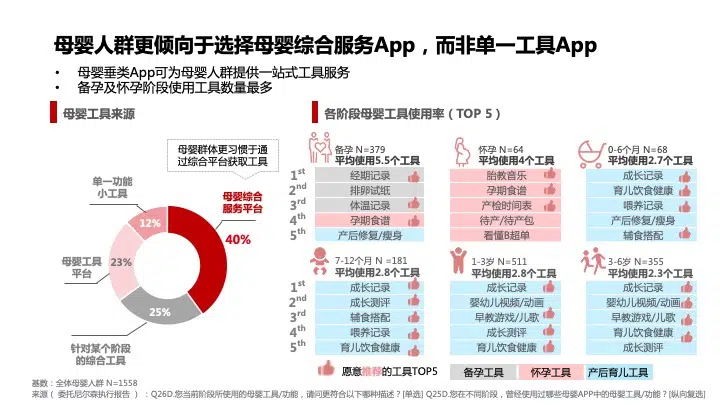 母婴人群更倾向于选择母婴综合服务App，而非单一工具App
• 母婴垂类App可为母婴人群提供一站式工具服务
• 备孕及怀孕阶段使用工具数量最多
母婴工具来源
母婴群体更习惯于通
过综合平台获取工具
单一功能
小工具
12%
母婴综合
服务平台
40%
母婴工具
平台
23%
25%
针对某个阶段
的综合工具
各阶段母婴工具使用率（TOP 5）
备孕 N=379
平均使用5.5个工具
1st 经期记录
2nd 排卵试纸
3rd 体温记录
4th 孕期食谱
5th 产后修复/瘦身
怀孕 N=64
平均使用4个工具
胎教音乐
孕期食谱
产检时间表
待产/待产包
看懂B超单
0-6个月 N=68
平均使用2.7个工具
成长记录
育儿饮食健康
喂养记录
产后修复/瘦身
辅食搭配
7-12个月 N =181
平均使用2.8个工具
1st 成长记录
2nd 成长测评
3rd 辅食搭配
4th 喂养记录
5th 育儿饮食健康
1-3岁 N=511
平均使用2.8个工具
成长记录
婴幼儿视频/动画
早教游戏/儿歌
成长测评
育儿饮食健康
3-6岁 N=355
平均使用2.3个工具
成长记录
婴幼儿视频/动画
早教游戏/儿歌
育儿饮食健康
成长测评
愿意推荐的工具TOP5
备孕工具
怀孕工具
产后育儿工具
基数：全体母婴人群 N=1558
来源（ 委托尼尔森执行报告 ）：Q26D.您当前阶段所使用的母婴工具/功能，请问更符合以下哪种描述？[单选] Q25D.您在不同阶段，曾经使用过哪些母婴APP中的母婴工具/功能？[纵向复选]